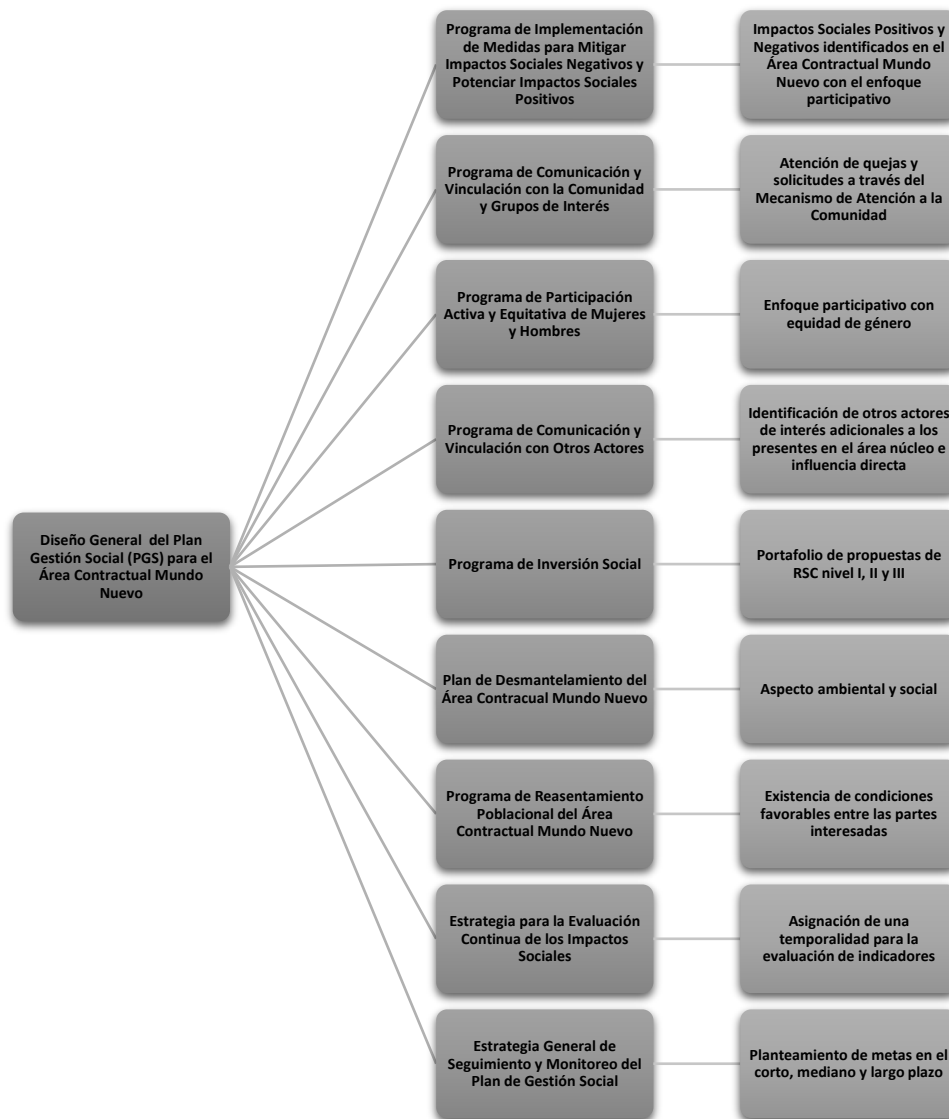 Programa de Implementación
de Medidas para Mitigar
Impactos Sociales Negativos y
Potenciar Impactos Sociales
Positivos
Impactos Sociales Positivos y
Negativos identificados en el
Área Contractual Mundo
Nuevo con el enfoque
participativo
Programa de Comunicación y
Vinculación con la Comunidad
y Grupos de Interés
Atención de quejas y
solicitudes a través del
Mecanismo de Atención a la
Comunidad
Programa de Participación
Activa y Equitativa de Mujeres
y Hombres
Enfoque participativo con
equidad de género
Programa de Comunicación y
Vinculación con Otros Actores
Identificación de otros actores
de interés adicionales a los
presentes en el área núcleo e
influencia directa
Diseño General del Plan
Gestión Social (PGS) para el
Área Contractual Mundo
Nuevo
Programa de Inversión Social
Portafolio de propuestas de
RSC nivel I, II y III
Plan de Desmantelamiento del
Área Contracual Mundo Nuevo
Aspecto ambiental y social
Programa de Reasentamiento
Poblacional del Área
Contractual Mundo Nuevo
Existencia de condiciones
favorables entre las partes
interesadas
Estrategia para la Evaluación
Continua de los Impactos
Sociales
Asignación de una
temporalidad para la
evaluación de indicadores
Estrategia General de
Seguimiento y Monitoreo del
Plan de Gestión Social
Planteamiento de metas en el
corto, mediano y largo plazo